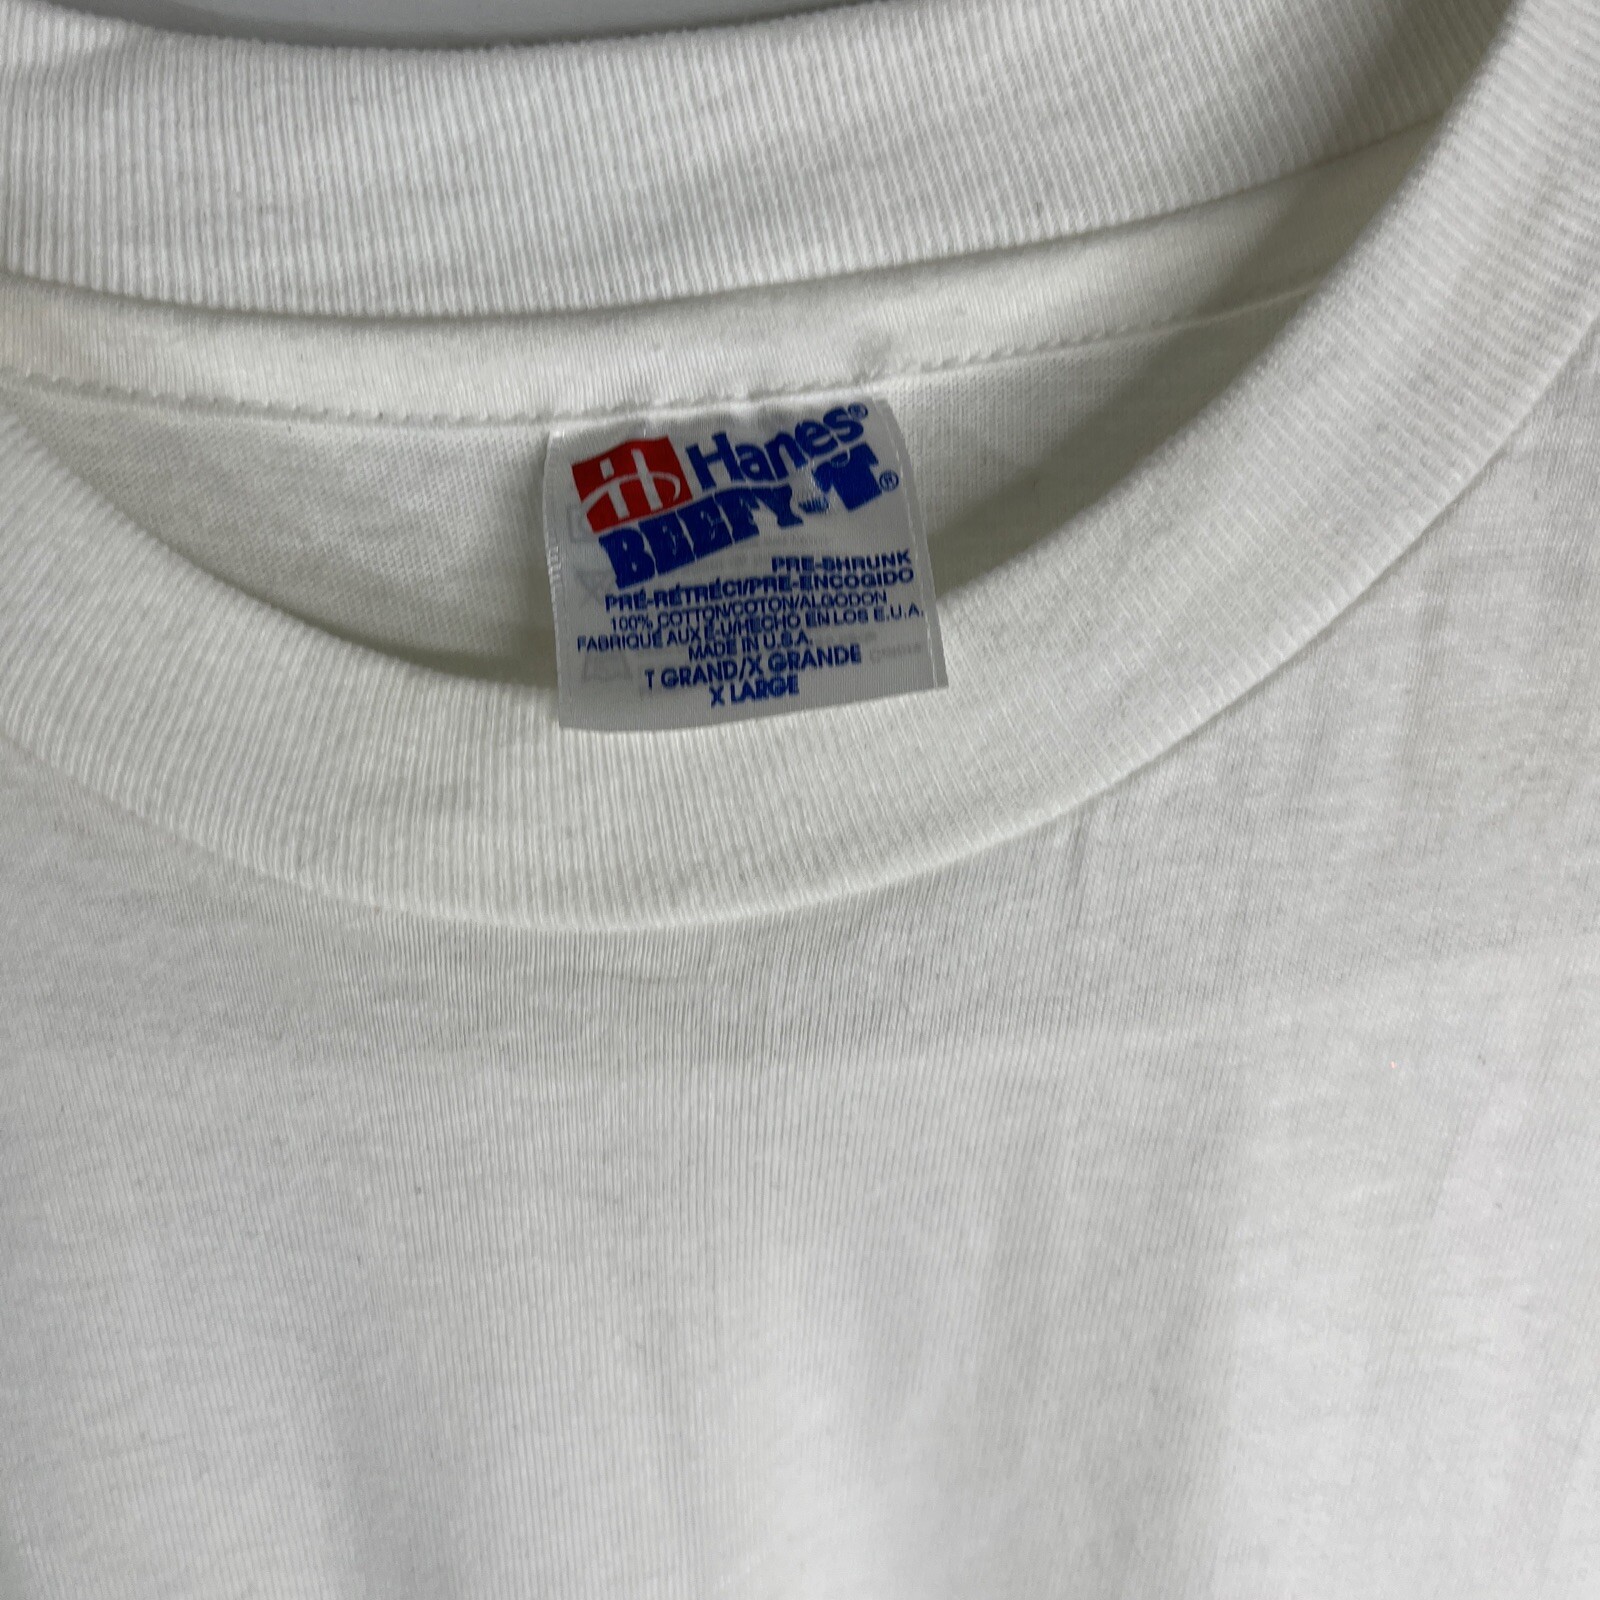 Hanes®
BEEFY-T®
PRE-SHRUNK
PRÉ-RÉTRÉCI/PRE-ENCOGIDO
100% COTTON/COTON/ALGODON
FABRIQUÉ AUX É-U/HECHO EN LOS E.U.A.
MADE IN U.S.A.
T GRAND/X GRANDE
X LARGE